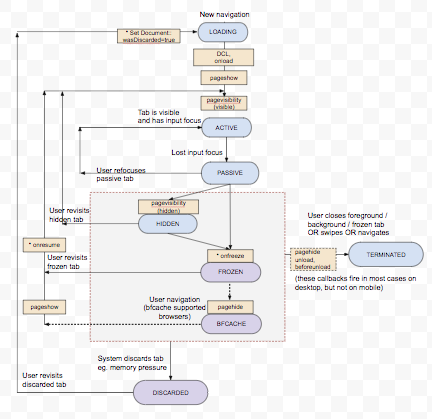 New navigation
* Set Document::
wasDiscarded=true
LOADING
DCL,
onload
pageshow
pagevisibility
(visible)
Tab is visible
and has input focus
ACTIVE
Lost input focus
User refocuses
passive tab
PASSIVE
User revisits
hidden tab
pagevisibility
(hidden)
HIDDEN
User closes foreground /
background / frozen tab
OR swipes OR navigates
* onresume
User revisits
frozen tab
* onfreeze
FROZEN
pagehide
unload,
beforeunload
TERMINATED
(these callbacks fire in most cases on
desktop, but not on mobile)
pageshow
User navigation
(bfcache supported
browsers)
pagehide
BFCACHE
System discards tab
eg. memory pressure
User revisits
discarded tab
DISCARDED